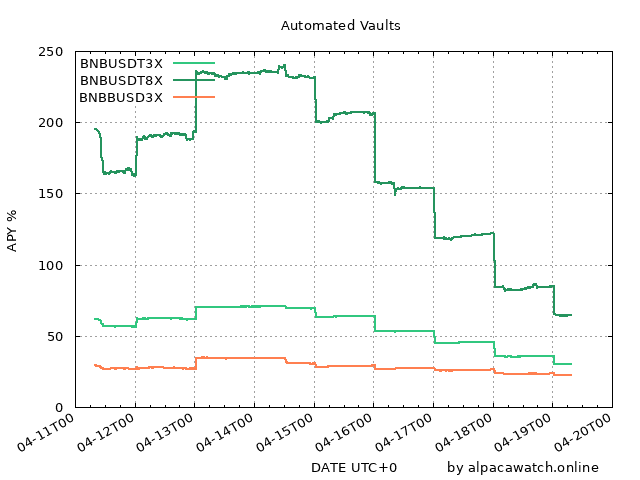 Automated Vaults
250
200
150
100
50
0
APY %
BNBUSDT3X
BNBUSDT8X
BNBBUSD3X
04-11T00
04-12T00
04-13T00
04-14T00
04-15T00
04-16T00
04-17T00
04-18T00
04-19T00
04-20T00
DATE UTC+0
by alpacawatch.online